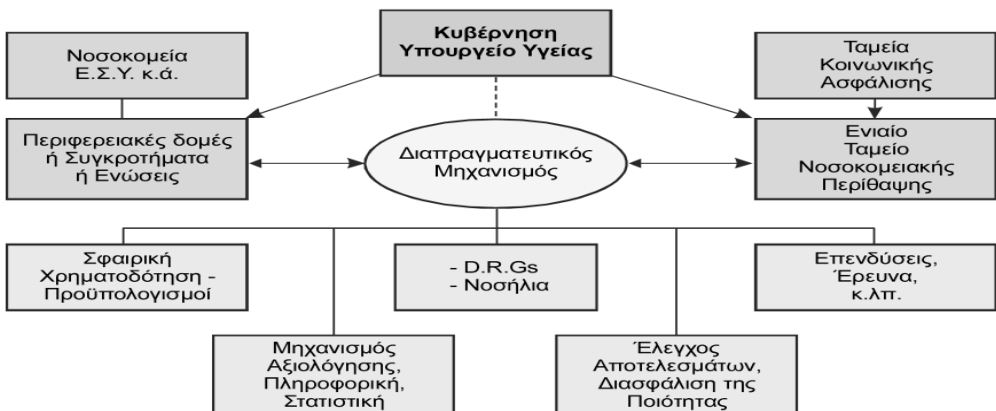 Κυβέρνηση
Υπουργείο Υγείας
Νοσοκομεία
Ε.Σ.Υ. κ.ά.
Ταμεία
Κοινωνικής
Ασφάλισης
Περιφερειακές δομές
ή Συγκροτήματα
ή Ενώσεις
Διαπραγματευτικός
Μηχανισμός
Ενιαίο
Ταμείο
Νοσοκομειακής
Περίθαψης
Σφαιρική
Χρηματοδότηση -
Προϋπολογισμοί
- D.R.Gs
- Νοσήλια
Επενδύσεις,
Έρευνα,
κ.λπ.
Μηχανισμός
Αξιολόγησης,
Πληροφορική,
Στατιστική
Έλεγχος
Αποτελεσμάτων,
Διασφάλιση της
Ποιότητας